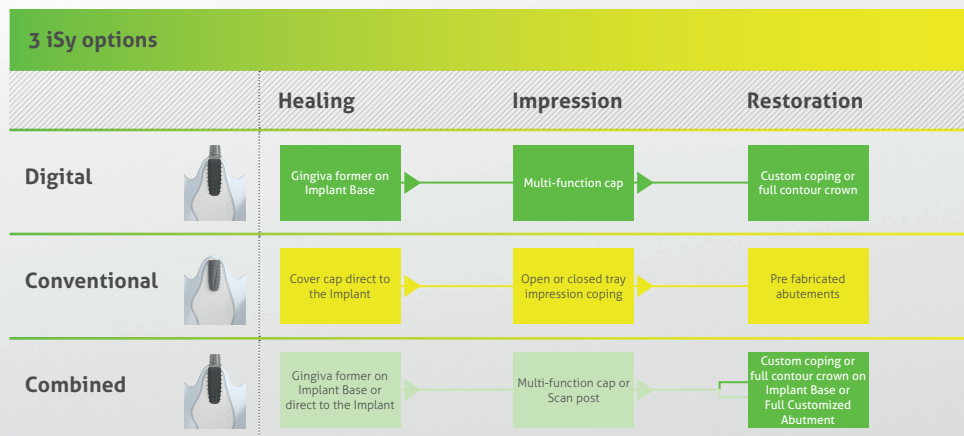 3 iSy options
Healing
Impression
Restoration
Digital
Gingiva former on
Implant Base
Multi-function cap
Custom coping or
full contour crown
Conventional
Cover cap direct to
the Implant
Open or closed tray
impression coping
Pre fabricated
abutements
Combined
Gingiva former on
Implant Base or
direct to the Implant
Multi-function cap or
Scan post
Custom coping or
full contour crown on
Implant Base or
Full Customized
Abutment